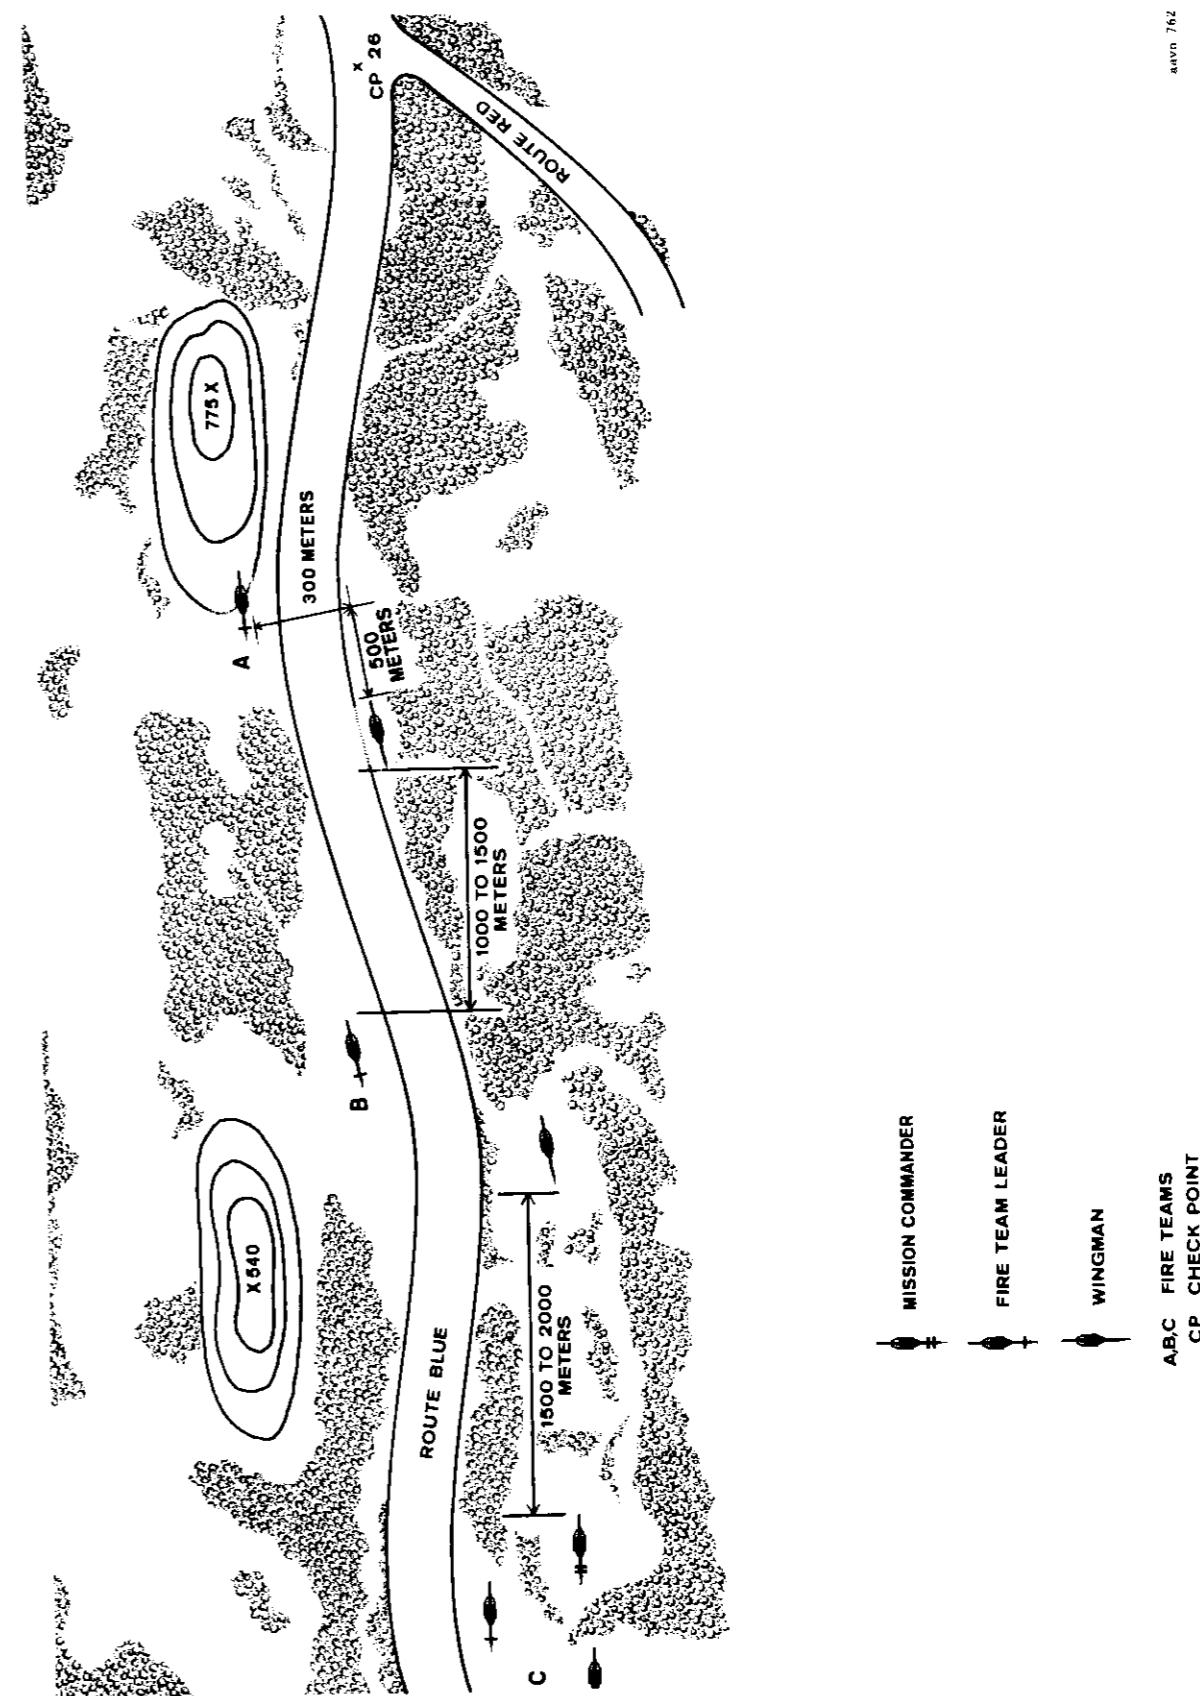 775 X
CP 26
X
ROUTE RED
300 METERS
A
500
METERS
1000 TO 1500
METERS
B
X 540
1500 TO 2000
METERS
ROUTE BLUE
C
MISSION COMMANDER
FIRE TEAM LEADER
WINGMAN
A,B,C FIRE TEAMS
CP CHECK POINT
aavn 762